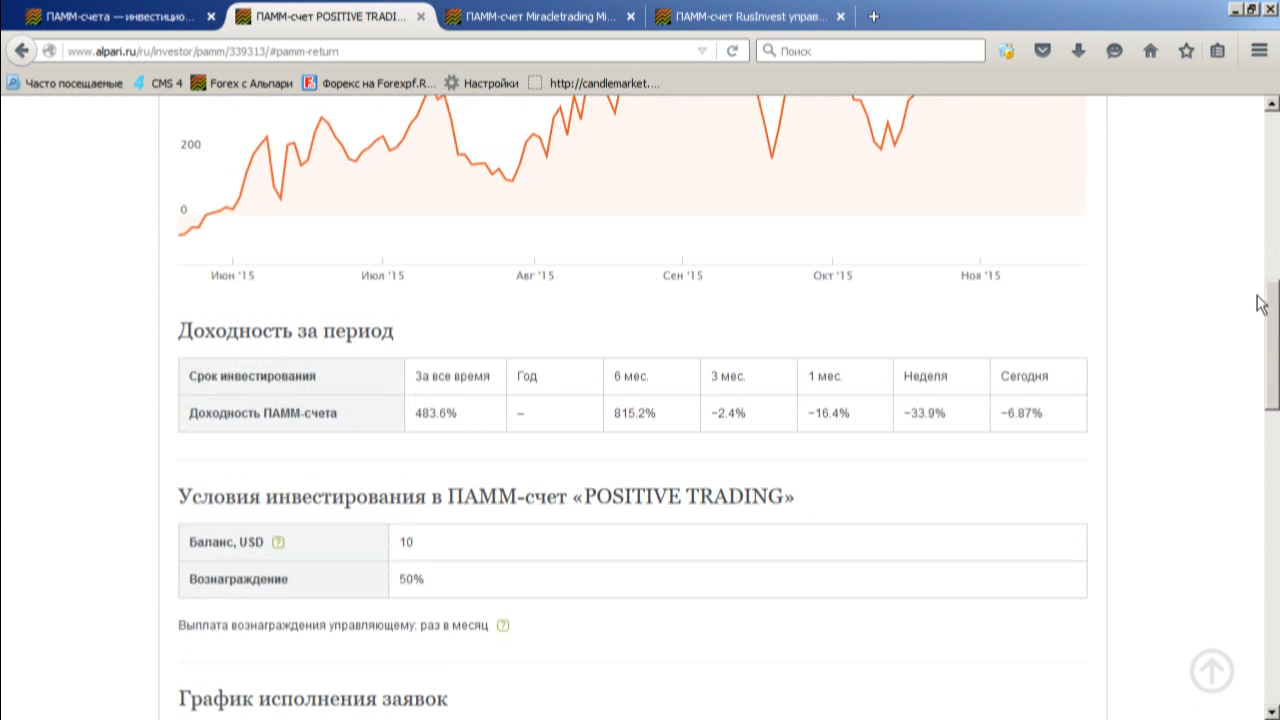 ПАММ-счета — инвестицио...
ПАММ-счет POSITIVE TRADI...
ПАММ-счет Miradetrading Mi...
ПАММ-счет RusInvest управ...
www.alpari.ru/ru/investor/pamm/339313/#pamm-return
Поиск
Часто посещаемые
CMS 4
Forex с Альпари
Форекс на Forexpf.R...
Настройки
http://candlemarket....
200
0
Июн '15 Июл '15 Авг '15 Сен '15 Окт '15 Ноя '15
Доходность за период
Срок инвестирования За все время Год 6 мес. 3 мес. 1 мес. Неделя Сегодня
Доходность ПАММ-счета 483.6% – 815.2% −2.4% −16.4% −33.9% −6.87%
Условия инвестирования в ПАММ-счет «POSITIVE TRADING»
Баланс, USD ? 10
Вознаграждение 50%
Выплата вознаграждения управляющему: раз в месяц ?
График исполнения заявок